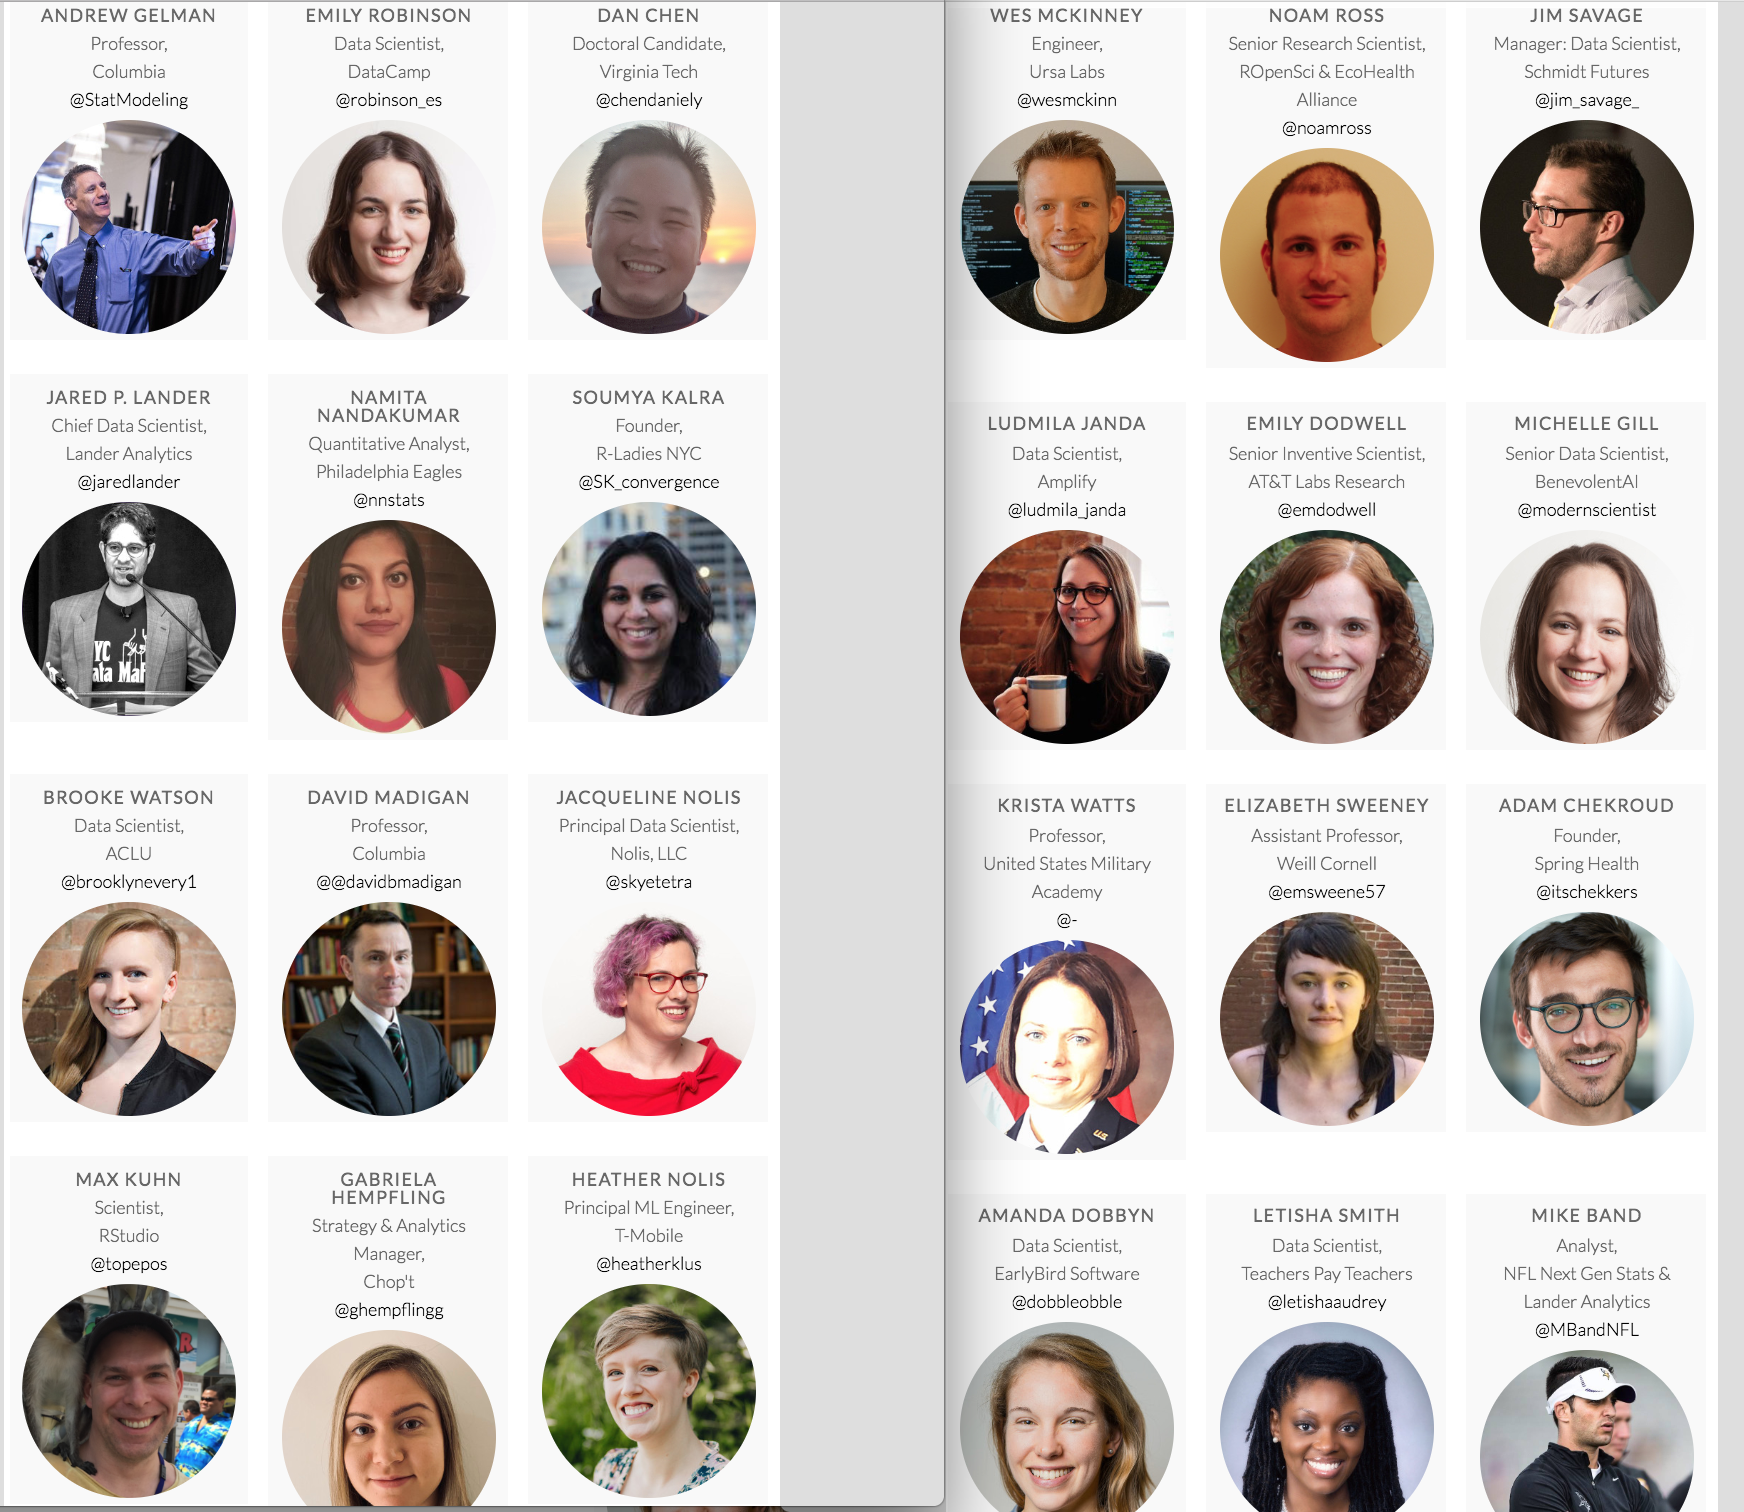 ANDREW GELMAN
Professor,
Columbia
@StatModeling
EMILY ROBINSON
Data Scientist,
DataCamp
@robinson_es
DAN CHEN
Doctoral Candidate,
Virginia Tech
@chendaniely
JARED P. LANDER
Chief Data Scientist,
Lander Analytics
@jaredlander
YC
ata Maf
NAMITA
NANDAKUMAR
Quantitative Analyst,
Philadelphia Eagles
@nnstats
SOUMYA KALRA
Founder,
R-Ladies NYC
@SK_convergence
BROOKE WATSON
Data Scientist,
ACLU
@brooklynevery1
DAVID MADIGAN
Professor,
Columbia
@@davidbmadigan
JACQUELINE NOLIS
Principal Data Scientist,
Nolis, LLC
@skyetetra
MAX KUHN
Scientist,
RStudio
@topepos
GABRIELA
HEMPFLING
Strategy & Analytics
Manager,
Chop't
@ghempflingg
HEATHER NOLIS
Principal ML Engineer,
T-Mobile
@heatherklus
WES MCKINNEY
Engineer,
Ursa Labs
@wesmckinn
NOAM ROSS
Senior Research Scientist,
ROpenSci & EcoHealth
Alliance
@noamross
JIM SAVAGE
Manager: Data Scientist,
Schmidt Futures
@jim_savage_
LUDMILA JANDA
Data Scientist,
Amplify
@ludmila_janda
EMILY DODWELL
Senior Inventive Scientist,
AT&T Labs Research
@emdodwell
MICHELLE GILL
Senior Data Scientist,
BenevolentAI
@modernscientist
KRISTA WATTS
Professor,
United States Military
Academy
@-
ELIZABETH SWEENEY
Assistant Professor,
Weill Cornell
@emsweene57
ADAM CHEKROUD
Founder,
Spring Health
@itschekkers
AMANDA DOBBYN
Data Scientist,
EarlyBird Software
@dobbleobble
LETISHA SMITH
Data Scientist,
Teachers Pay Teachers
@letishaaudrey
MIKE BAND
Analyst,
NFL Next Gen Stats &
Lander Analytics
@MBandNFL